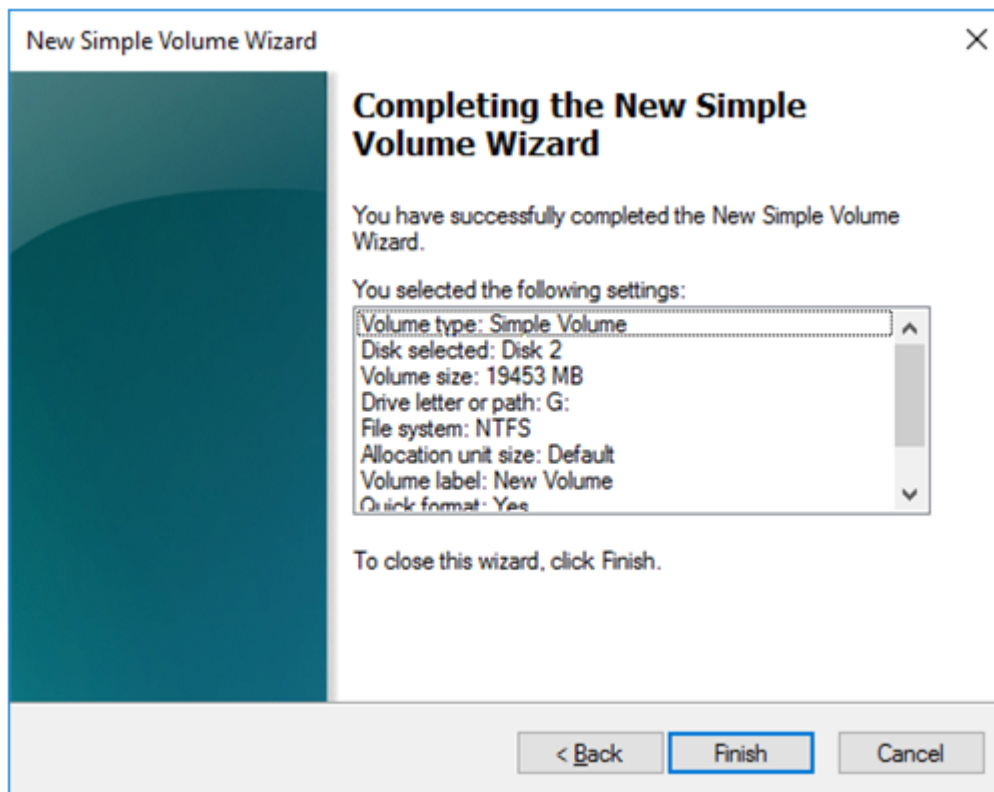 New Simple Volume Wizard
Completing the New Simple
Volume Wizard
You have successfully completed the New Simple Volume
Wizard.
You selected the following settings:
Volume type: Simple Volume
Disk selected: Disk 2
Volume size: 19453 MB
Drive letter or path: G:
File system: NTFS
Allocation unit size: Default
Volume label: New Volume
Quick format: Yes
To close this wizard, click Finish.
< Back
Finish
Cancel